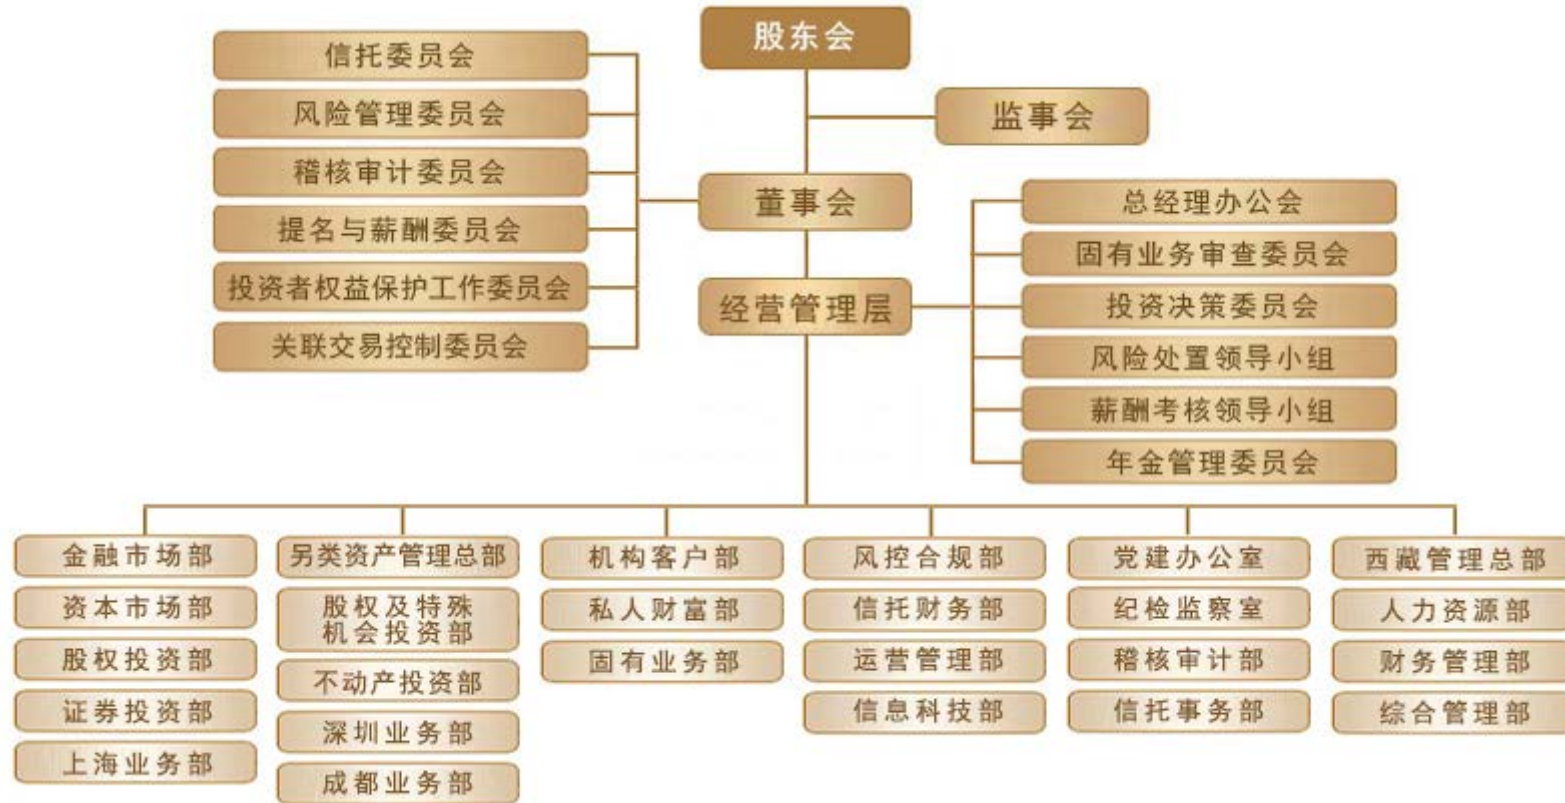 股东会
监事会
董事会
经营管理层
信托委员会
风险管理委员会
稽核审计委员会
提名与薪酬委员会
投资者权益保护工作委员会
关联交易控制委员会
总经理办公会
固有业务审查委员会
投资决策委员会
风险处置领导小组
薪酬考核领导小组
年金管理委员会
金融市场部
资本市场部
股权投资部
证券投资部
上海业务部
另类资产管理总部
股权及特殊
机会投资部
不动产投资部
深圳业务部
成都业务部
机构客户部
私人财富部
固有业务部
风控合规部
信托财务部
运营管理部
信息科技部
党建办公室
纪检监察室
稽核审计部
信托事务部
西藏管理总部
人力资源部
财务管理部
综合管理部